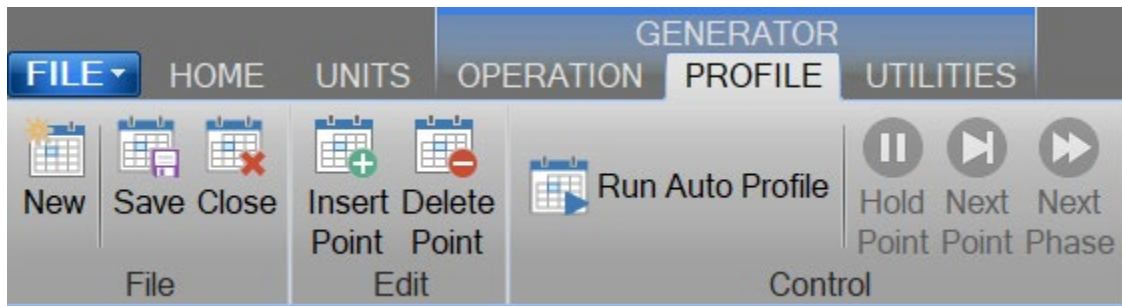 GENERATOR
FILE HOME UNITS OPERATION PROFILE UTILITIES
New Save Close Insert Point Delete Point Run Auto Profile Hold Point Next Point Next Phase
File Edit Control